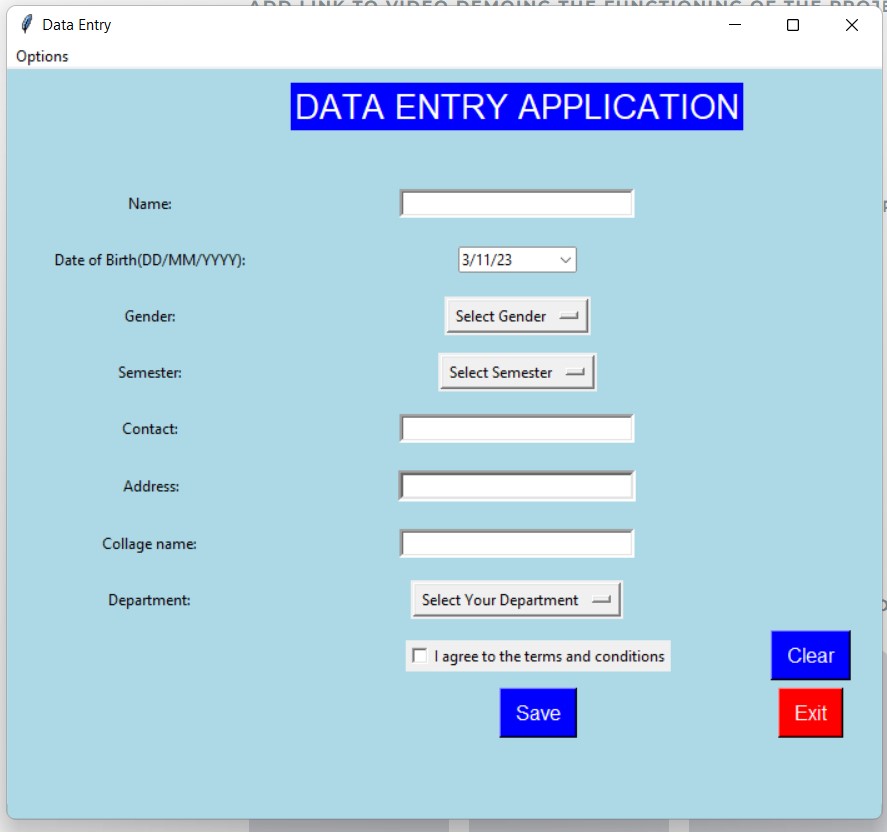 ADD LINK TO VIDEO DEMOING THE FUNCTIONING OF THE
Data Entry
Options
DATA ENTRY APPLICATION
Name:
Date of Birth(DD/MM/YYYY): 3/11/23
Gender: Select Gender
Semester: Select Semester
Contact:
Address:
Collage name:
Department: Select Your Department
I agree to the terms and conditions
Clear
Save
Exit